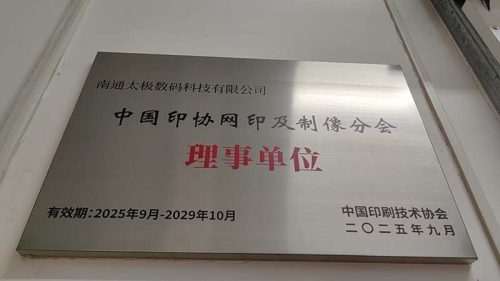 南通太极数码科技有限公司
中国印协网印及制像分会
理事单位
有效期:2025年9月-2029年10月
中国印刷技术协会
二〇二五年九月